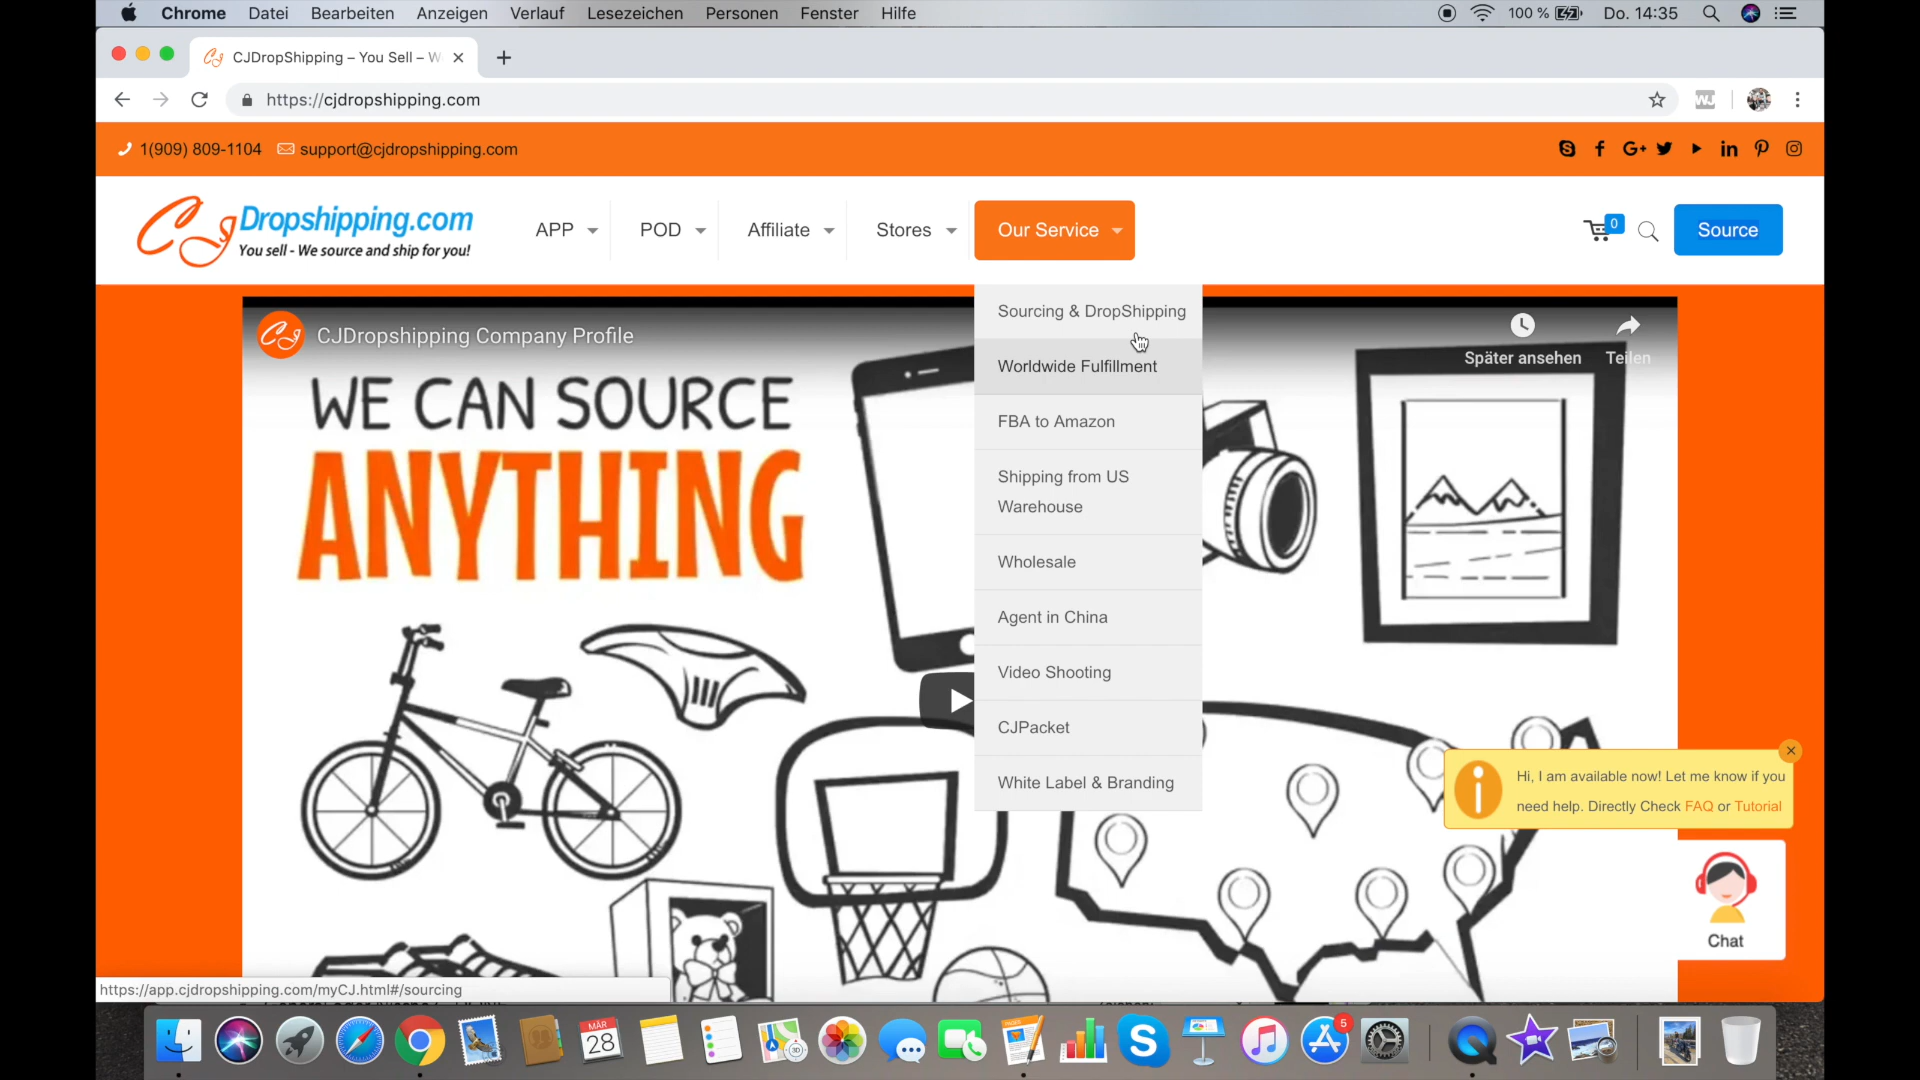 Chrome Datei Bearbeiten Anzeigen Verlauf Lesezeichen Personen Fenster Hilfe 100 % Do. 14:35
CJDropShipping – You Sell – W
https://cjdropshipping.com
1(909) 809-1104 support@cjdropshipping.com
CJ Dropshipping.com
You sell - We source and ship for you!
APP POD Affiliate Stores Our Service 0 Source
CJDropshipping Company Profile
Später ansehen Teilen
Sourcing & DropShipping
Worldwide Fulfillment
FBA to Amazon
Shipping from US
Warehouse
Wholesale
Agent in China
Video Shooting
CJPacket
White Label & Branding
WE CAN SOURCE
ANYTHING
Hi, I am available now! Let me know if you
need help. Directly Check FAQ or Tutorial
Chat
https://app.cjdropshipping.com/myCJ.html#/sourcing
MÄR
28
3D
5